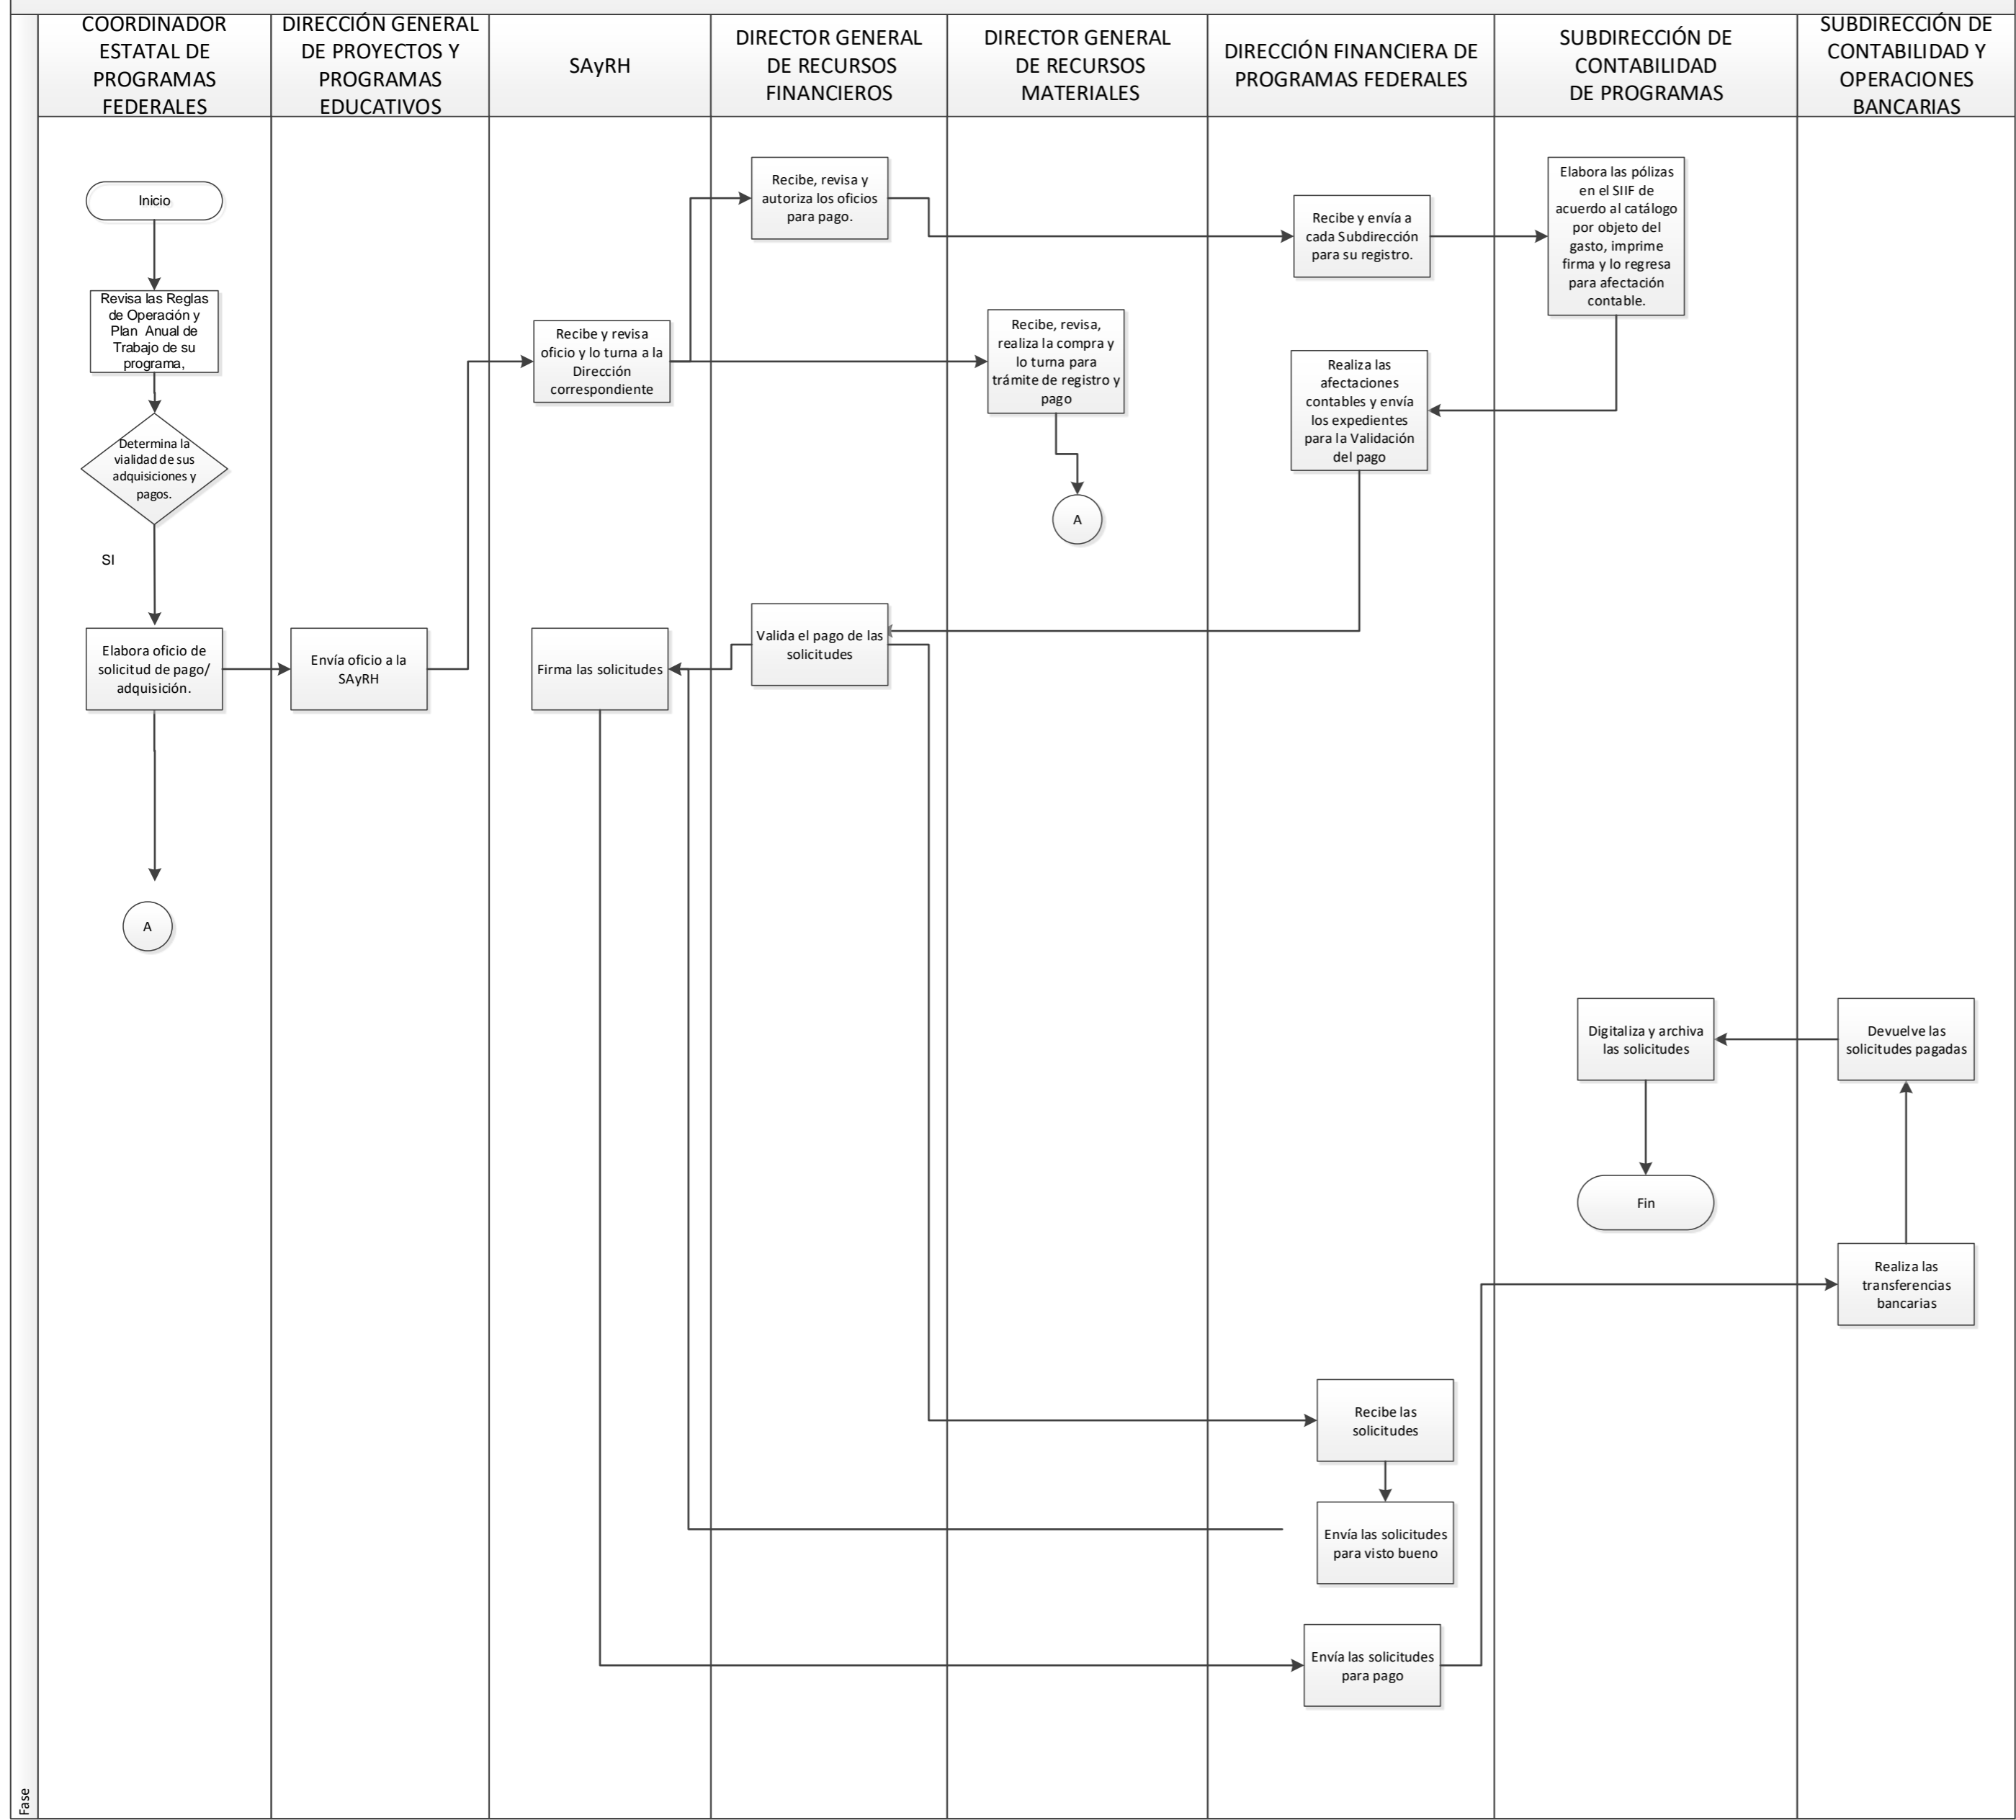 COORDINADOR
ESTATAL DE
PROGRAMAS
FEDERALES
DIRECCIÓN GENERAL
DE PROYECTOS Y
PROGRAMAS
EDUCATIVOS
SAyRH
DIRECTOR GENERAL
DE RECURSOS
FINANCIEROS
DIRECTOR GENERAL
DE RECURSOS
MATERIALES
DIRECCIÓN FINANCIERA DE
PROGRAMAS FEDERALES
SUBDIRECCIÓN DE
CONTABILIDAD
DE PROGRAMAS
SUBDIRECCIÓN DE
CONTABILIDAD Y
OPERACIONES
BANCARIAS
Inicio
Revisa las Reglas
de Operación y
Plan Anual de
Trabajo de su
programa,
Determina la
vialidad de sus
adquisiciones y
pagos.
SI
Elabora oficio de
solicitud de pago/
adquisición.
A
Envía oficio a la
SAyRH
Recibe y revisa
oficio y lo turna a la
Dirección
correspondiente
Firma las solicitudes
Recibe, revisa y
autoriza los oficios
para pago.
Valida el pago de las
solicitudes
Recibe, revisa,
realiza la compra y
lo turna para
trámite de registro y
pago
A
Recibe y envía a
cada Subdirección
para su registro.
Realiza las
afectaciones
contables y envía
los expedientes
para la Validación
del pago
Recibe las
solicitudes
Envía las solicitudes
para visto bueno
Envía las solicitudes
para pago
Elabora las pólizas
en el SIIF de
acuerdo al catálogo
por objeto del
gasto, imprime
firma y lo regresa
para afectación
contable.
Digitaliza y archiva
las solicitudes
Fin
Devuelve las
solicitudes pagadas
Realiza las
transferencias
bancarias
Fase